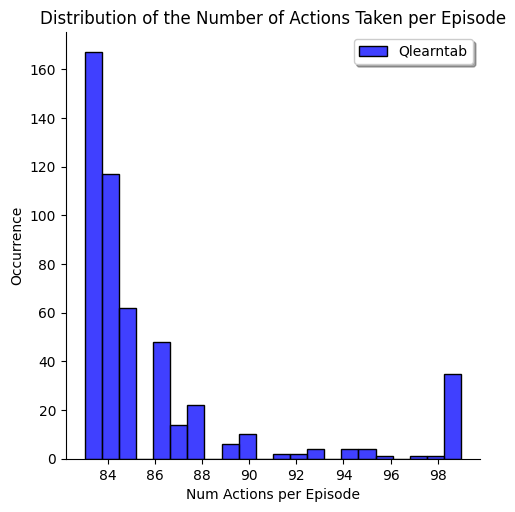 Distribution of the Number of Actions Taken per Episode
Qlearntab
160
140
120
100
80
60
40
20
0
Occurrence
84 86 88 90 92 94 96 98
Num Actions per Episode